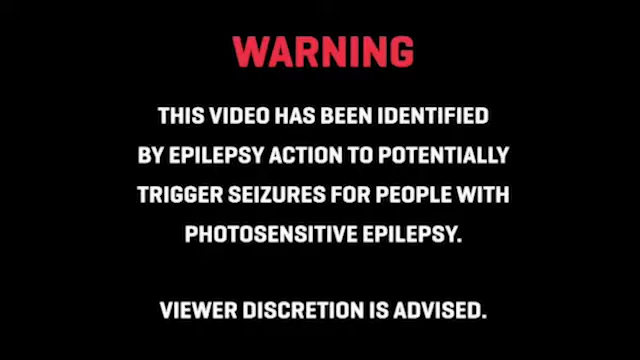 WARNING
THIS VIDEO HAS BEEN IDENTIFIED
BY EPILEPSY ACTION TO POTENTIALLY
TRIGGER SEIZURES FOR PEOPLE WITH
PHOTOSENSITIVE EPILEPSY.
VIEWER DISCRETION IS ADVISED.